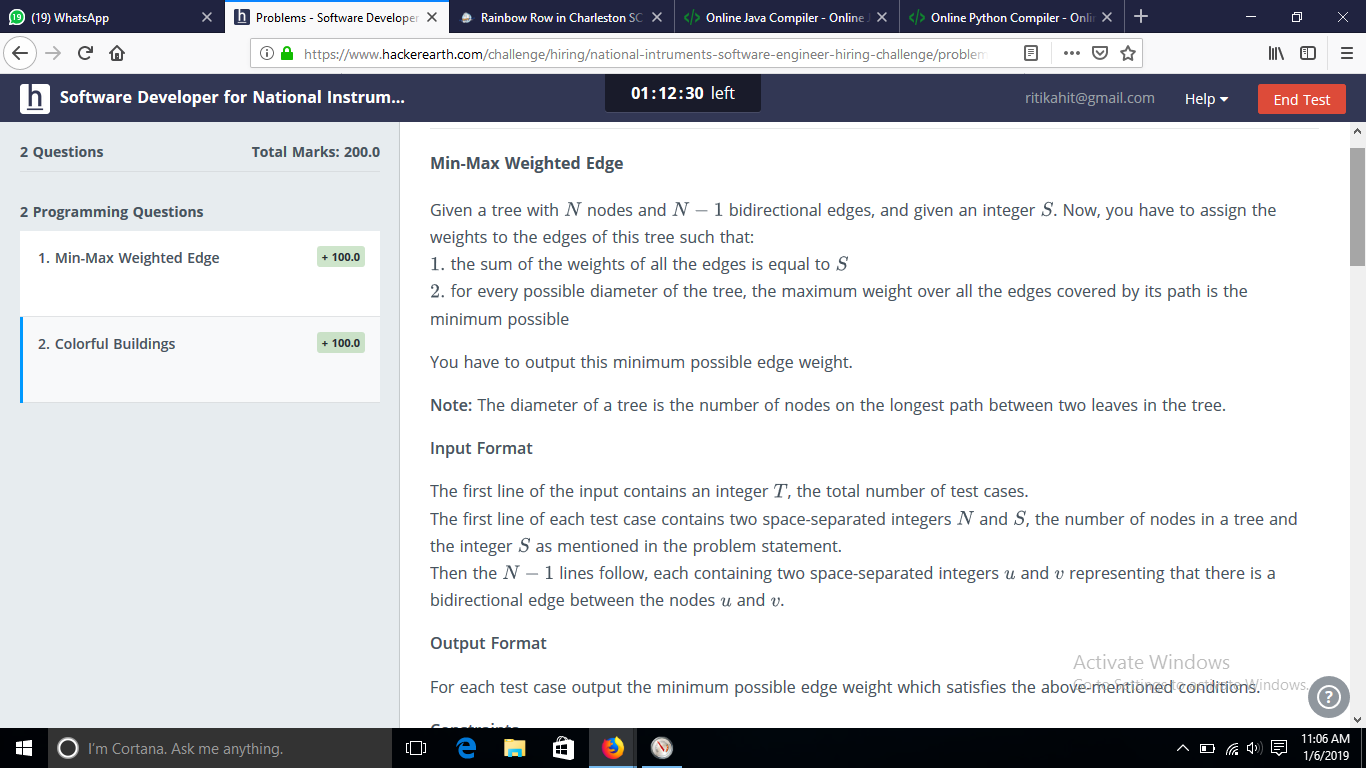 (19) WhatsApp
Problems - Software Developer
Rainbow Row in Charleston SC
Online Java Compiler - Online J
Online Python Compiler - Onli
https://www.hackerearth.com/challenge/hiring/national-intruments-software-engineer-hiring-challenge/problem
h Software Developer for National Instrum...
01:12:30 left
ritikahit@gmail.com
Help
End Test
2 Questions Total Marks: 200.0
2 Programming Questions
1. Min-Max Weighted Edge + 100.0
2. Colorful Buildings + 100.0
Min-Max Weighted Edge
Given a tree with N nodes and N − 1 bidirectional edges, and given an integer S. Now, you have to assign the
weights to the edges of this tree such that:
1. the sum of the weights of all the edges is equal to S
2. for every possible diameter of the tree, the maximum weight over all the edges covered by its path is the
minimum possible
You have to output this minimum possible edge weight.
Note: The diameter of a tree is the number of nodes on the longest path between two leaves in the tree.
Input Format
The first line of the input contains an integer T, the total number of test cases.
The first line of each test case contains two space-separated integers N and S, the number of nodes in a tree and
the integer S as mentioned in the problem statement.
Then the N − 1 lines follow, each containing two space-separated integers u and v representing that there is a
bidirectional edge between the nodes u and v.
Output Format
Activate Windows
Go to Settings to activate Windows.
For each test case output the minimum possible edge weight which satisfies the above-mentioned conditions.
Constraints
I'm Cortana. Ask me anything.
11:06 AM
1/6/2019